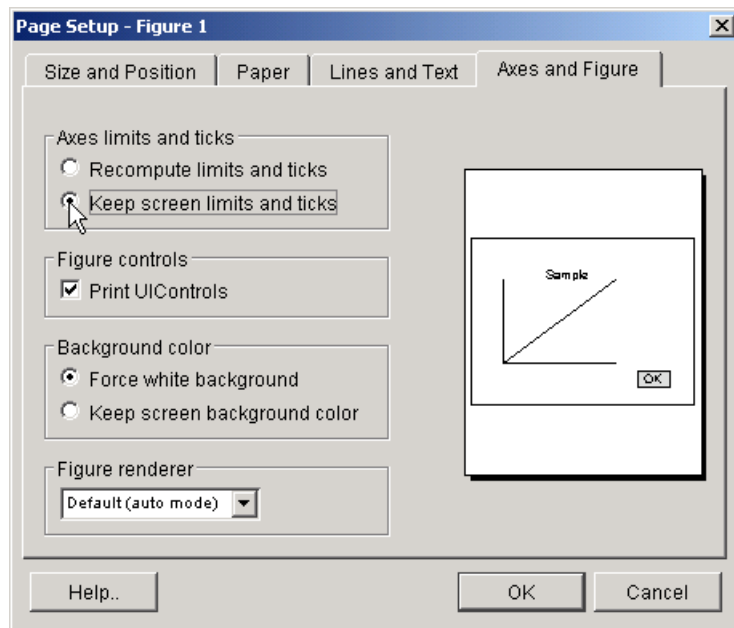 Page Setup - Figure 1
Size and Position Paper Lines and Text Axes and Figure
Axes limits and ticks
Recompute limits and ticks
Keep screen limits and ticks
Figure controls
Print UIControls
Background color
Force white background
Keep screen background color
Figure renderer
Default (auto mode)
Sample
OK
Help..
OK
Cancel